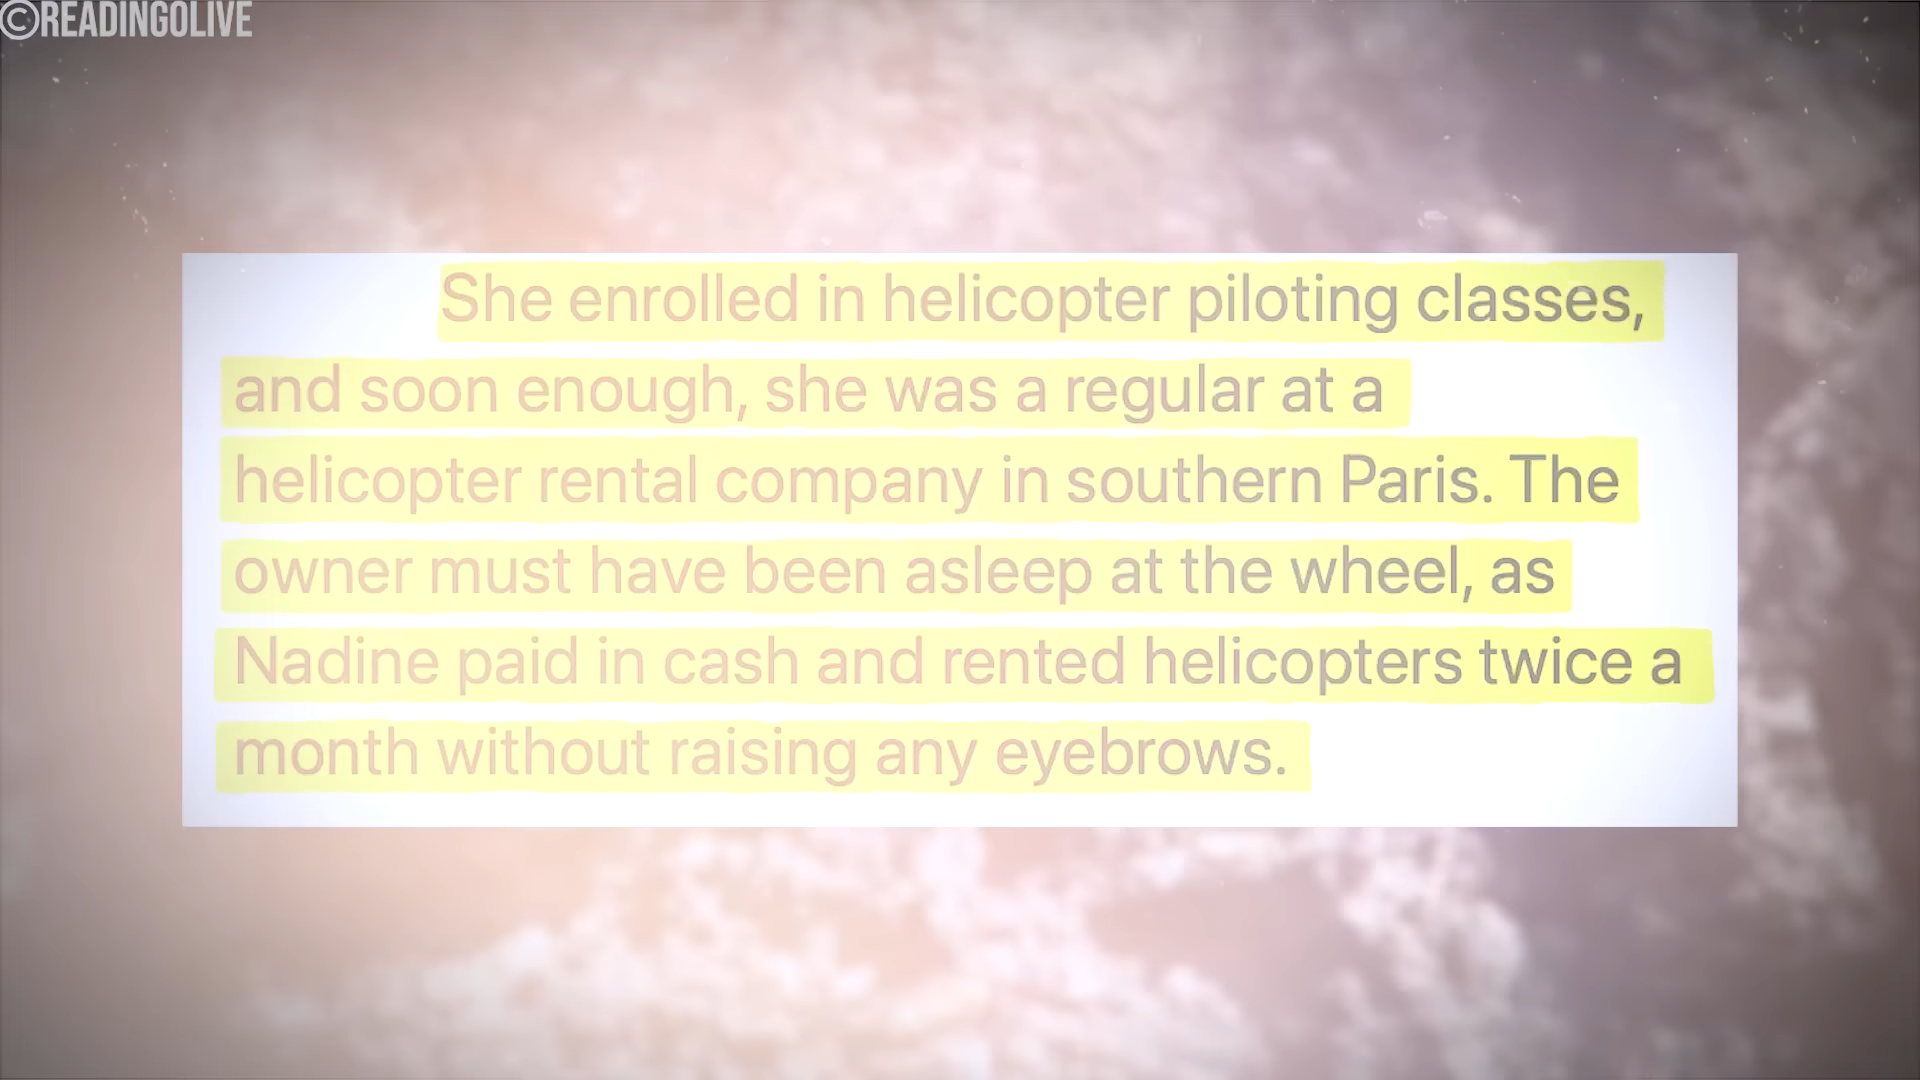 ©READINGOLIVE
She enrolled in helicopter piloting classes,
and soon enough, she was a regular at a
helicopter rental company in southern Paris. The
owner must have been asleep at the wheel, as
Nadine paid in cash and rented helicopters twice a
month without raising any eyebrows.